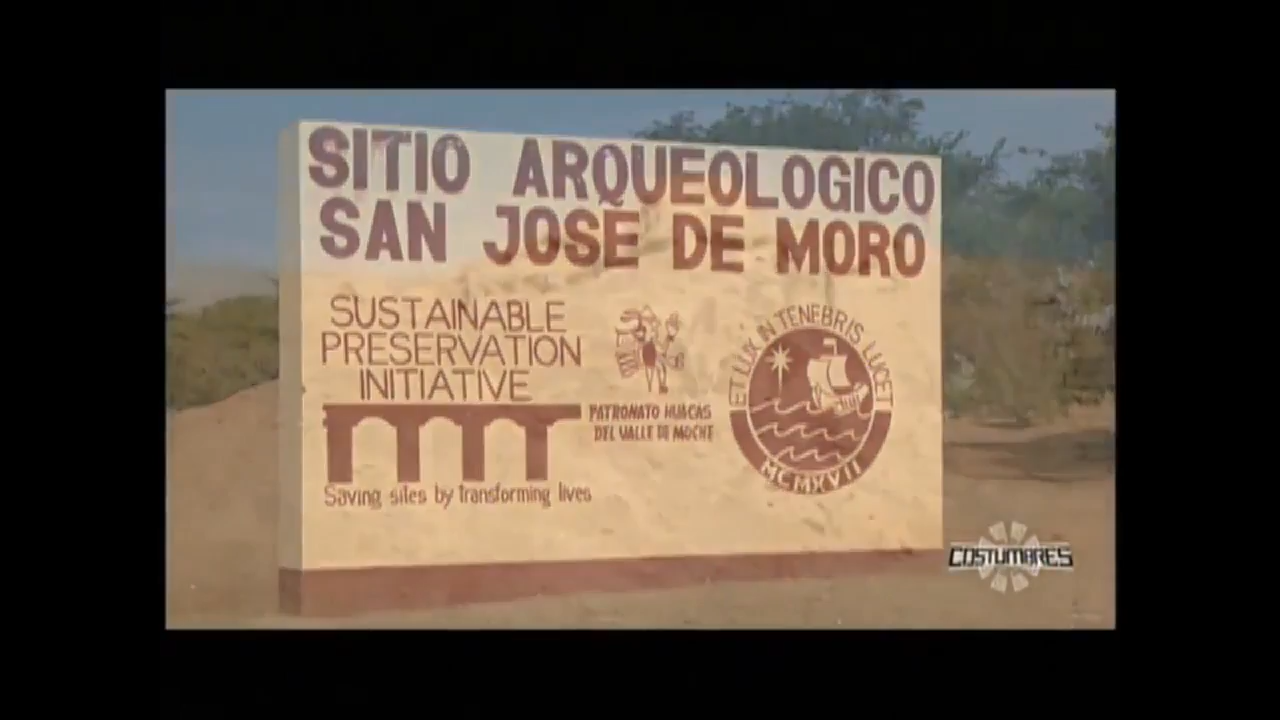 SITIO ARQUEOLOGICO
SAN JOSE DE MORO
SUSTAINABLE
PRESERVATION
INITIATIVE
Saving sites by transforming lives
PATRONATO HUACAS
DEL VALLE DE MOCHE
ET LUX IN TENEBRIS LUCET
MCMXVII
COSTUMBRES